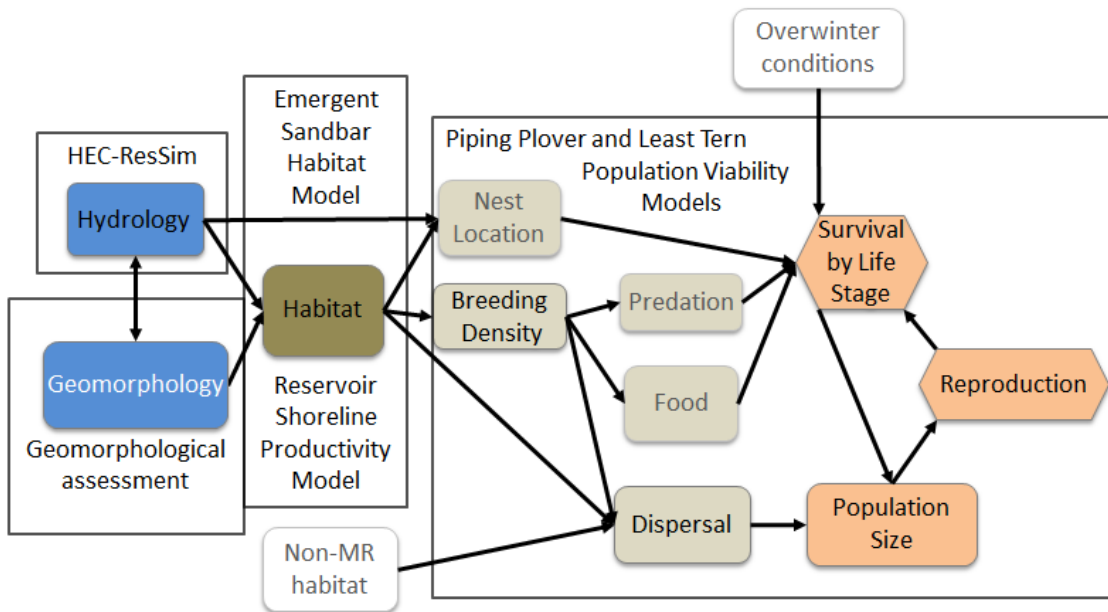 Overwinter
conditions
Emergent
Sandbar
Habitat
Model
HEC-ResSim
Hydrology
Piping Plover and Least Tern
Population Viability
Models
Nest
Location
Survival
by Life
Stage
Habitat
Breeding
Density
Predation
Geomorphology
Food
Reproduction
Reservoir
Shoreline
Productivity
Model
Geomorphological
assessment
Dispersal
Population
Size
Non-MR
habitat